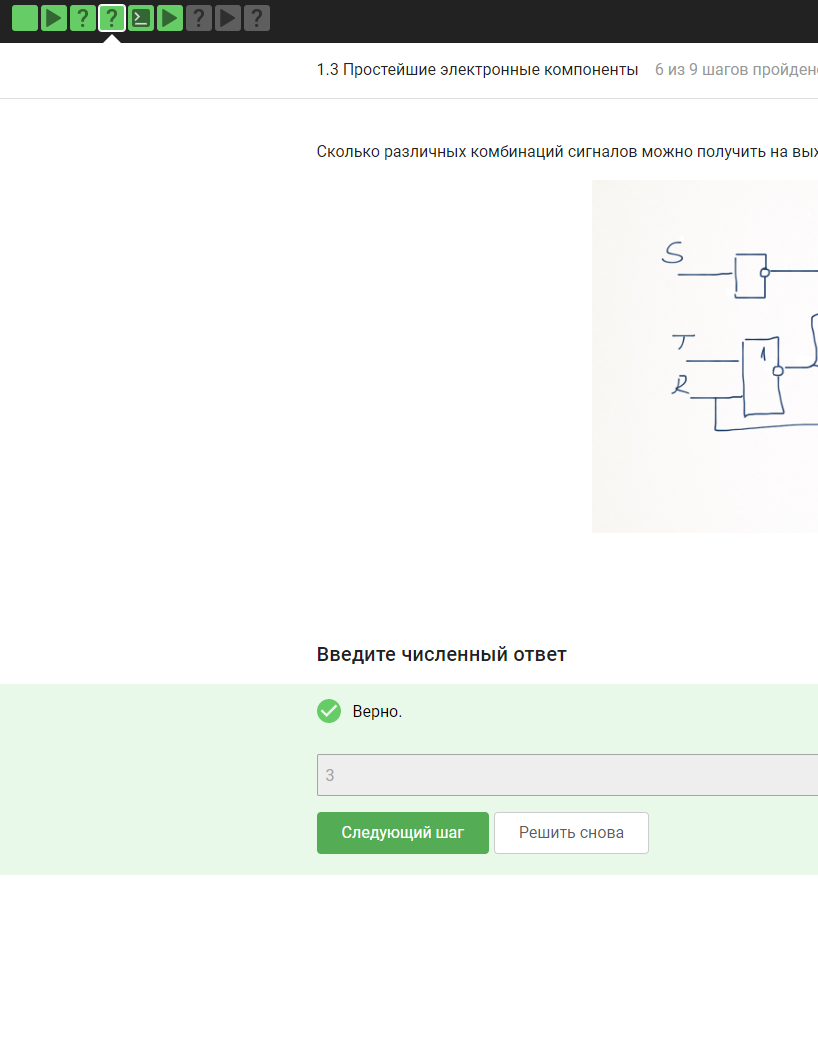 1.3 Простейшие электронные компоненты 6 из 9 шагов пройдено
Сколько различных комбинаций сигналов можно получить на вых
S
T
1
R
Введите численный ответ
Верно.
3
Следующий шаг Решить снова